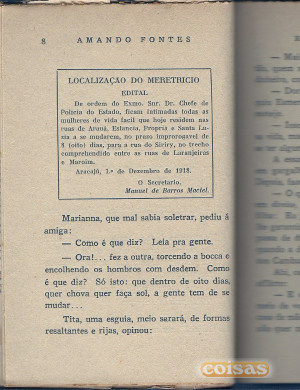 8 AMANDO FONTES
LOCALIZAÇÃO DO MERETRICIO
EDITAL
De ordem do Exmo. Snr. Dr. Chefe de
Policia do Estado, ficam intimadas todas as
mulheres de vida facil que hoje residem nas
ruas de Arauá, Estancia, Propria e Santa Lu-
sia a se mudarem, no prazo improrogavel de
8 (oito) dias, para a rua do Siriry, no trecho
comprehendido entre as ruas de Laranjeiras
e Maroim.
Aracajú, 1.º de Dezembro de 1918.
O Secretario,
Manuel de Barros Maciel.
Marianna, que mal sabia soletrar, pediu á
amiga:
— Como é que diz? Leia pra gente.
— Ora!... fez a outra, torcendo a bocca e
encolhendo os hombros com desdem. Como
é que diz? Só isto: que dentro de oito dias,
quer chova quer faça sol, a gente tem de se
mudar...
Tita, uma esguia, meio sarará, de formas
resaltantes e rijas, opinou:
coisas